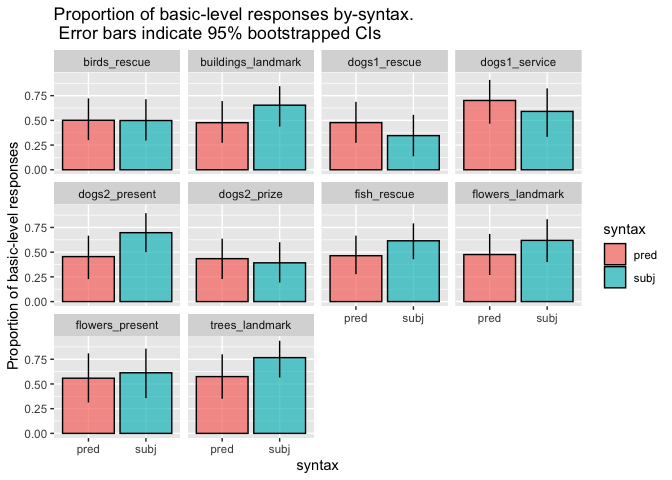 Proportion of basic-level responses by-syntax.
Error bars indicate 95% bootstrapped CIs
Proportion of basic-level responses
birds_rescue
buildings_landmark
dogs1_rescue
dogs1_service
0.75
0.50
0.25
0.00
dogs2_present
dogs2_prize
fish_rescue
flowers_landmark
0.75
0.50
0.25
0.00
pred subj
pred subj
flowers_present
trees_landmark
0.75
0.50
0.25
0.00
pred subj
pred subj
syntax
syntax
pred
subj